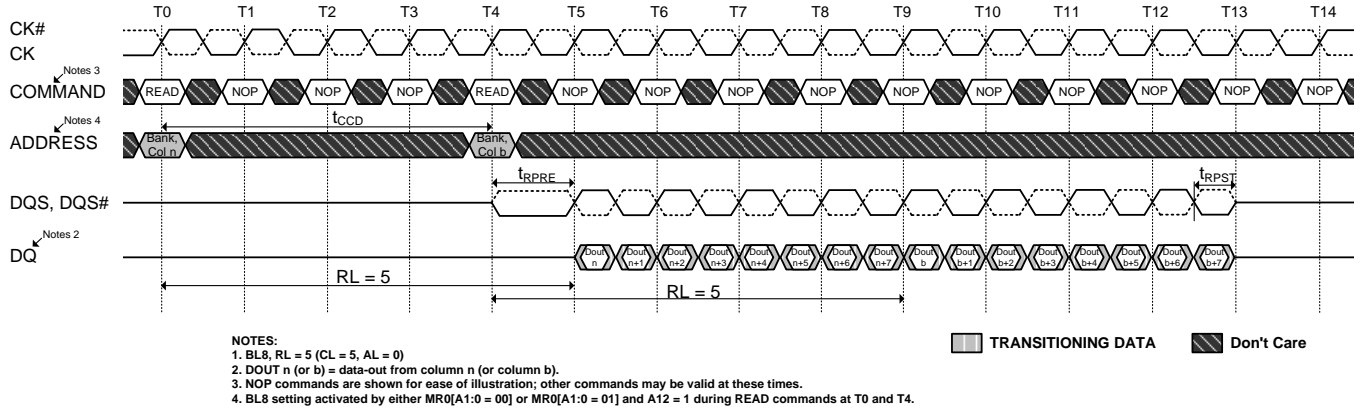 T0 T1 T2 T3 T4 T5 T6 T7 T8 T9 T10 T11 T12 T13 T14
CK#
CK
Notes 3
COMMAND READ NOP NOP NOP READ NOP NOP NOP NOP NOP NOP NOP NOP NOP NOP
tCCD
Notes 4
ADDRESS
Bank, Col n
Bank, Col b
tRPRE
tRPST
DQS, DQS#
Notes 2
DQ
Dout n
Dout n+1
Dout n+2
Dout n+3
Dout n+4
Dout n+5
Dout n+6
Dout n+7
Dout b
Dout b+1
Dout b+2
Dout b+3
Dout b+4
Dout b+5
Dout b+6
Dout b+7
RL = 5
RL = 5
NOTES:
1. BL8, RL = 5 (CL = 5, AL = 0)
2. DOUT n (or b) = data-out from column n (or column b).
3. NOP commands are shown for ease of illustration; other commands may be valid at these times.
4. BL8 setting activated by either MR0[A1:0 = 00] or MR0[A1:0 = 01] and A12 = 1 during READ commands at T0 and T4.
TRANSITIONING DATA
Don't Care